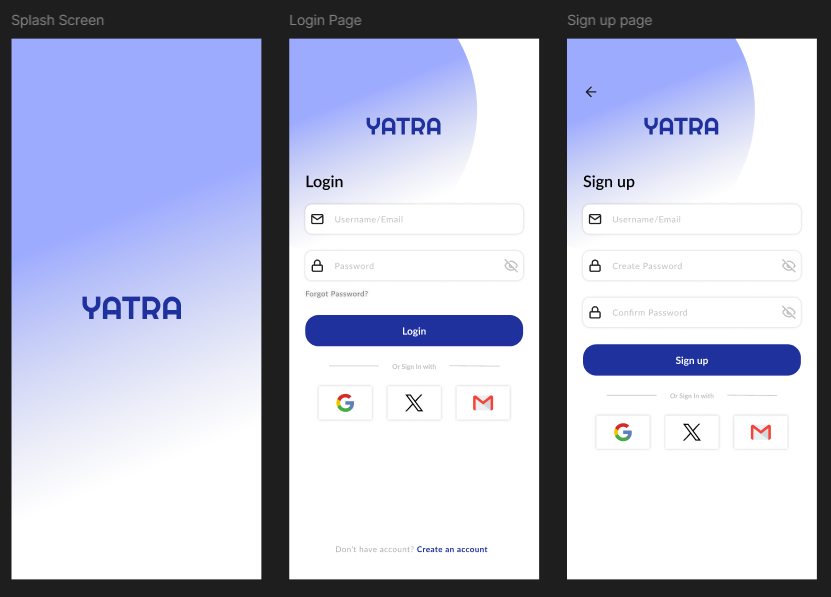 Splash Screen
YATRA
Login Page
YATRA
Login
Username/Email
Password
Forgot Password?
Login
Or Sign In with
Don't have account? Create an account
Sign up page
YATRA
Sign up
Username/Email
Create Password
Confirm Password
Sign up
Or Sign In with